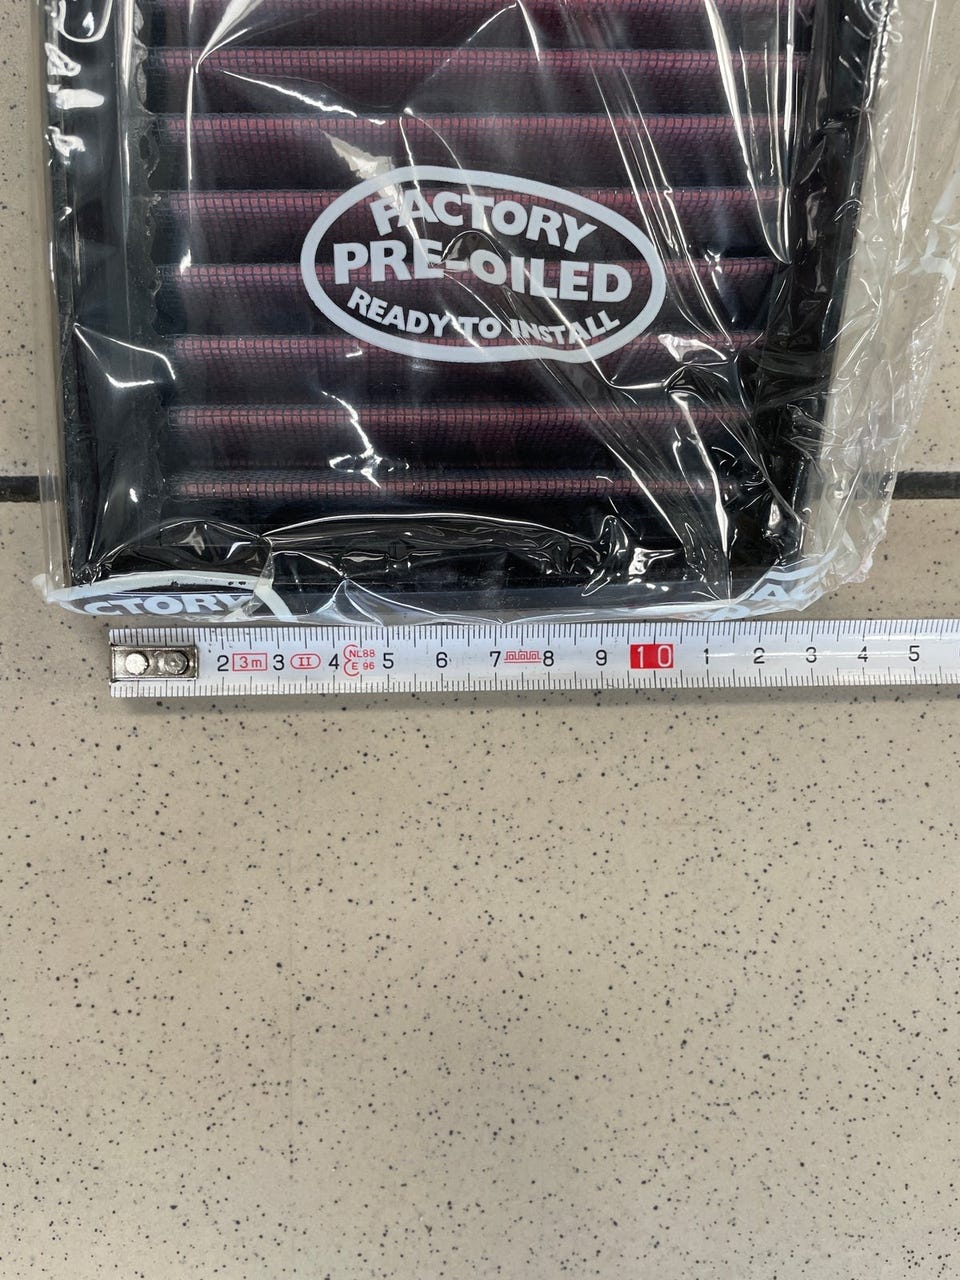 FACTORY
PRE-OILED
READY TO INSTALL
CTORY
2 3m 3 II 4 NL88 5 6 7 8 9 10 1 2 3 4 5
E 96